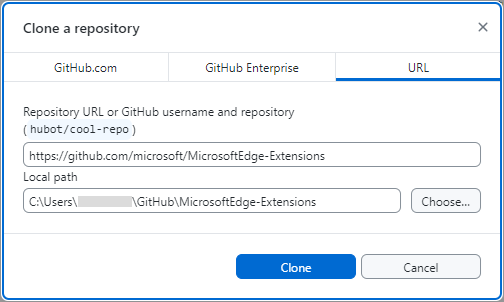 Clone a repository
GitHub.com
GitHub Enterprise
URL
Repository URL or GitHub username and repository
(hubot/cool-repo)
https://github.com/microsoft/MicrosoftEdge-Extensions
Local path
C:\Users\ \GitHub\MicrosoftEdge-Extensions
Choose...
Clone
Cancel